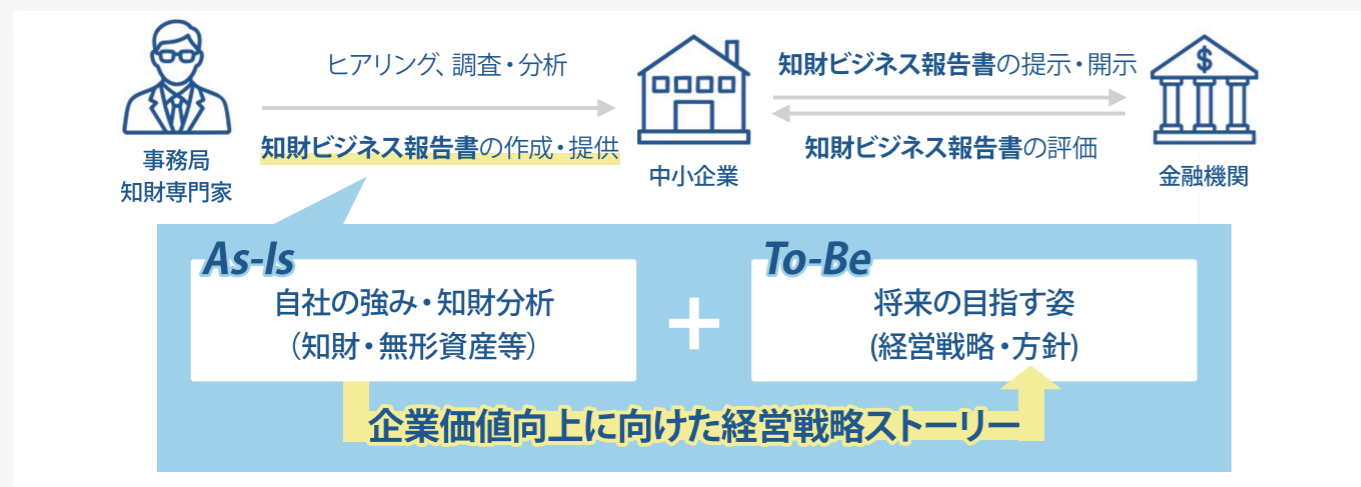 ヒアリング、調査・分析
知財ビジネス報告書の作成・提供
事務局
知財専門家
中小企業
知財ビジネス報告書の提示・開示
知財ビジネス報告書の評価
$
金融機関
As-Is
自社の強み・知財分析
（知財・無形資産等）
+
To-Be
将来の目指す姿
(経営戦略・方針)
企業価値向上に向けた経営戦略ストーリー